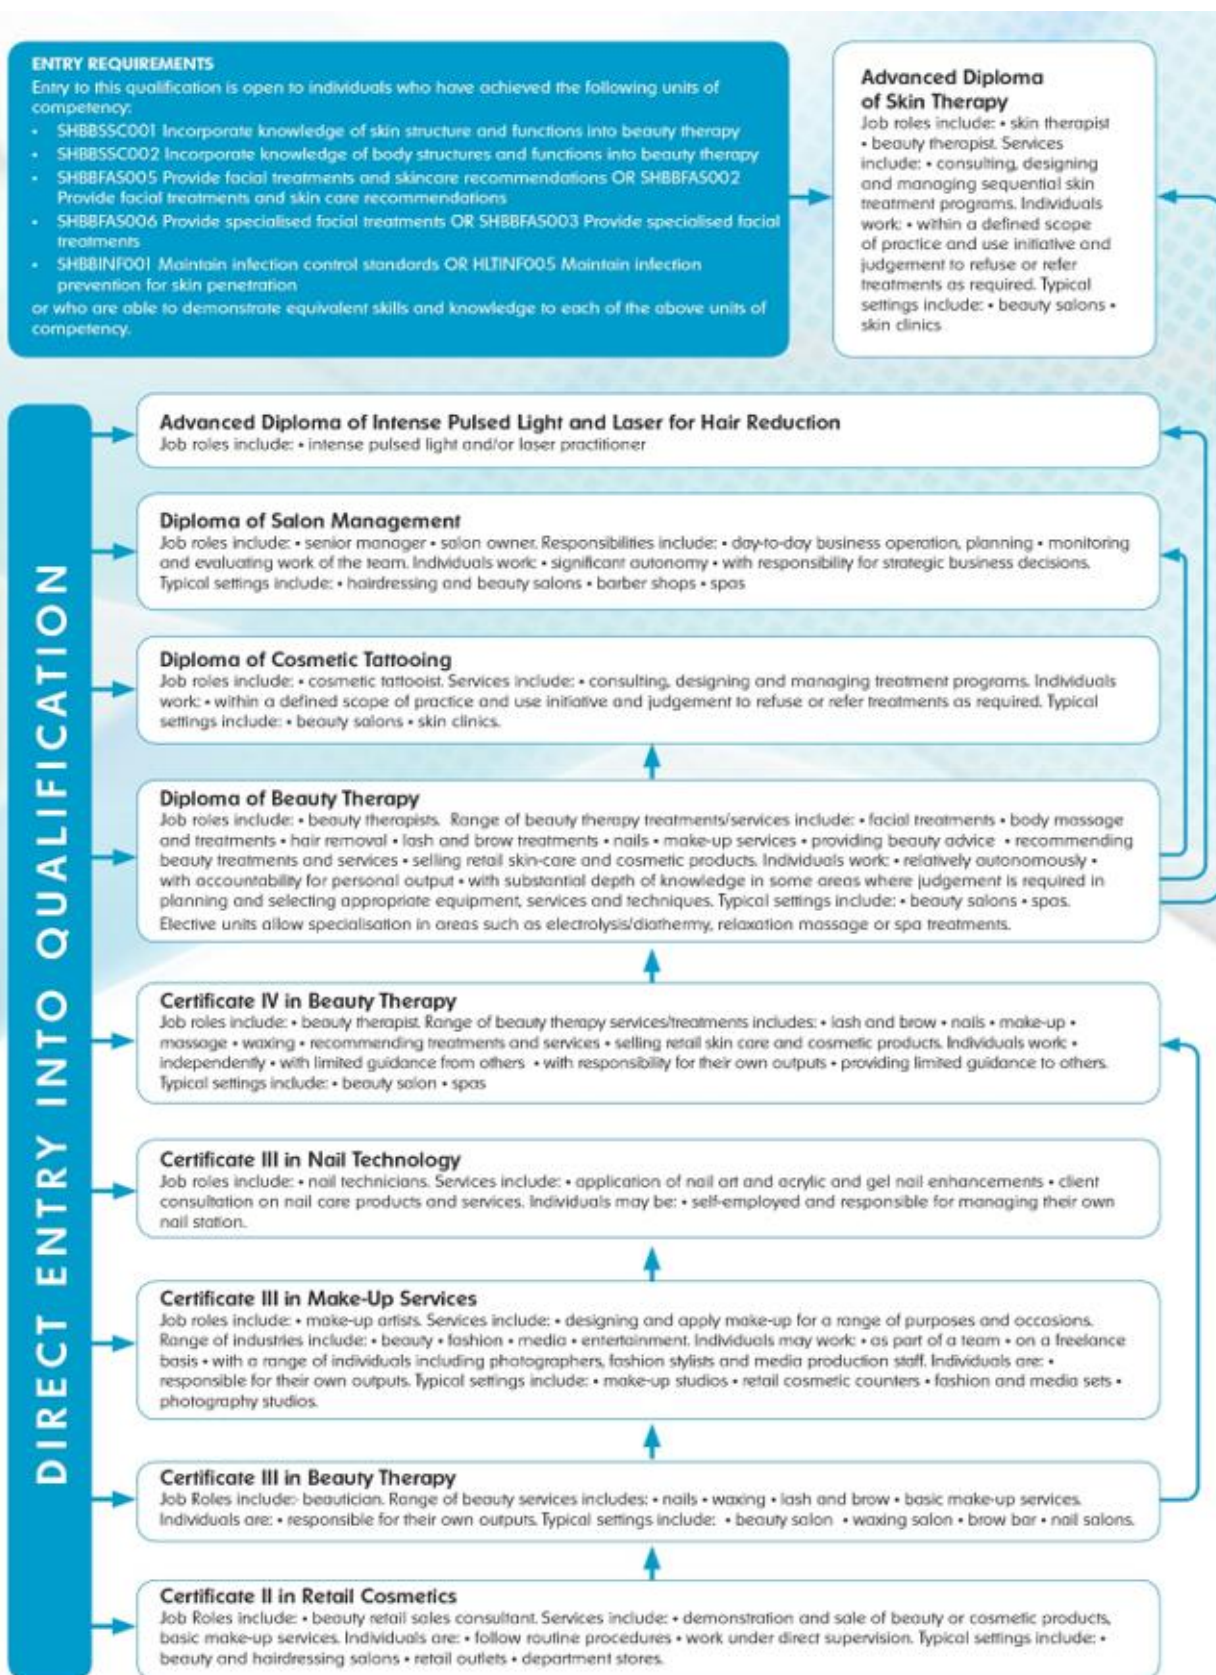 ENTRY REQUIREMENTS
Entry to this qualification is open to individuals who have achieved the following units of
competency:
• SHBBSSC001 Incorporate knowledge of skin structure and functions into beauty therapy
• SHBBSSC002 Incorporate knowledge of body structures and functions into beauty therapy
• SHBBFAS005 Provide facial treatments and skincare recommendations OR SHBBFAS002
Provide facial treatments and skin care recommendations
• SHBBFAS006 Provide specialised facial treatments OR SHBBFAS003 Provide specialised facial
treatments
• SHBBINF001 Maintain infection control standards OR HLTINF005 Maintain infection
prevention for skin penetration
or who are able to demonstrate equivalent skills and knowledge to each of the above units of
competency.
Advanced Diploma
of Skin Therapy
Job roles include: • skin therapist
• beauty therapist. Services
include: • consulting, designing
and managing sequential skin
treatment programs. Individuals
work: • within a defined scope
of practice and use initiative and
judgement to refuse or refer
treatments as required. Typical
settings include: • beauty salons •
skin clinics
DIRECT ENTRY INTO QUALIFICATION
Advanced Diploma of Intense Pulsed Light and Laser for Hair Reduction
Job roles include: • intense pulsed light and/or laser practitioner
Diploma of Salon Management
Job roles include: • senior manager • salon owner. Responsibilities include: • day-to-day business operation, planning • monitoring
and evaluating work of the team. Individuals work: • significant autonomy • with responsibility for strategic business decisions.
Typical settings include: • hairdressing and beauty salons • barber shops • spas
Diploma of Cosmetic Tattooing
Job roles include: • cosmetic tattooist. Services include: • consulting, designing and managing treatment programs. Individuals
work: • within a defined scope of practice and use initiative and judgement to refuse or refer treatments as required. Typical
settings include: • beauty salons • skin clinics.
Diploma of Beauty Therapy
Job roles include: • beauty therapists. Range of beauty therapy treatments/services include: • facial treatments • body massage
and treatments • hair removal • lash and brow treatments • nails • make-up services • providing beauty advice • recommending
beauty treatments and services • selling retail skin-care and cosmetic products. Individuals work: • relatively autonomously •
with accountability for personal output • with substantial depth of knowledge in some areas where judgement is required in
planning and selecting appropriate equipment, services and techniques. Typical settings include: • beauty salons • spas.
Elective units allow specialisation in areas such as electrolysis/diathermy, relaxation massage or spa treatments.
Certificate IV in Beauty Therapy
Job roles include: • beauty therapist. Range of beauty therapy services/treatments includes: • lash and brow • nails • make-up •
massage • waxing • recommending treatments and services • selling retail skin care and cosmetic products. Individuals work: •
independently • with limited guidance from others • with responsibility for their own outputs • providing limited guidance to others.
Typical settings include: • beauty salon • spas
Certificate III in Nail Technology
Job roles include: • nail technicians. Services include: • application of nail art and acrylic and gel nail enhancements • client
consultation on nail care products and services. Individuals may be: • self-employed and responsible for managing their own
nail station.
Certificate III in Make-Up Services
Job roles include: • make-up artists. Services include: • designing and apply make-up for a range of purposes and occasions.
Range of industries include: • beauty • fashion • media • entertainment. Individuals may work: • as part of a team • on a freelance
basis • with a range of individuals including photographers, fashion stylists and media production staff. Individuals are: •
responsible for their own outputs. Typical settings include: • make-up studios • retail cosmetic counters • fashion and media sets •
photography studios.
Certificate III in Beauty Therapy
Job Roles include:- beautician. Range of beauty services includes: • nails • waxing • lash and brow • basic make-up services.
Individuals are: • responsible for their own outputs. Typical settings include: • beauty salon • waxing salon • brow bar • nail salons.
Certificate II in Retail Cosmetics
Job Roles include: • beauty retail sales consultant. Services include: • demonstration and sale of beauty or cosmetic products,
basic make-up services. Individuals are: • follow routine procedures • work under direct supervision. Typical settings include: •
beauty and hairdressing salons • retail outlets • department stores.